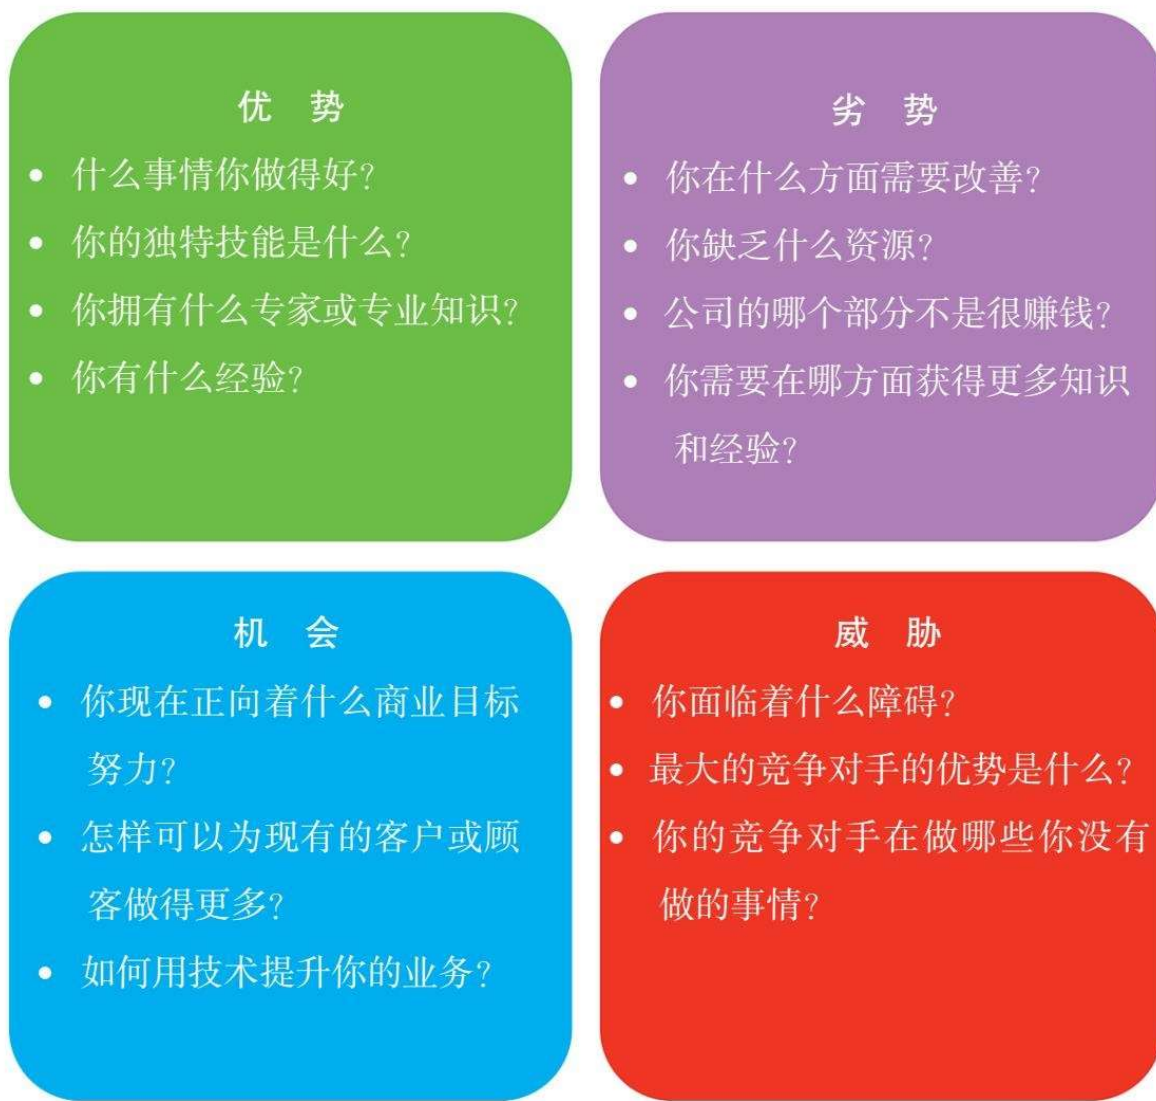 优 势
• 什么事情你做得好？
• 你的独特技能是什么？
• 你拥有什么专家或专业知识？
• 你有什么经验？
劣 势
• 你在什么方面需要改善？
• 你缺乏什么资源？
• 公司的哪个部分不是很赚钱？
• 你需要在哪方面获得更多知识
和经验？
机 会
• 你现在正向着什么商业目标
努力？
• 怎样可以为现有的客户或顾
客做得更多？
• 如何用技术提升你的业务？
威 胁
• 你面临着什么障碍？
• 最大的竞争对手的优势是什么？
• 你的竞争对手在做哪些你没有
做的事情？